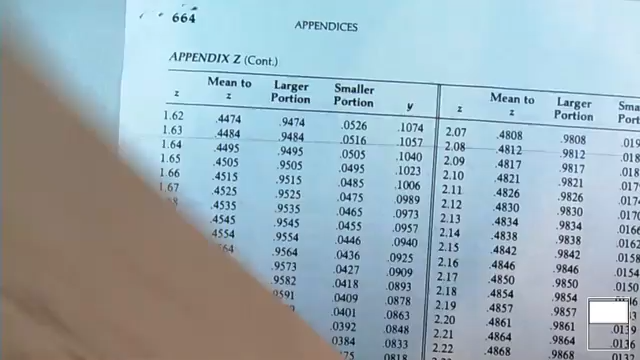 664
APPENDICES
APPENDIX Z (Cont.)
z Mean to z Larger Portion Smaller Portion y z Mean to z Larger Portion
1.62 .4474 .9474 .0526 .1074 2.07 .4808 .9808
1.63 .4484 .9484 .0516 .1057 2.08 .4812 .9812
1.64 .4495 .9495 .0505 .1040 2.09 .4817 .9817
1.65 .4505 .9505 .0495 .1023 2.10 .4821 .9821
1.66 .4515 .9515 .0485 .1006 2.11 .4826 .9826
.4525 .9525 .0475 .0989 2.12 .4830 .9830
.4535 .9535 .0465 .0973 2.13 .4834 .9834
.4545 .9545 .0455 .0957 2.14 .4838 .9838
.9554 .0446 .0940 2.15 .4842 .9842
.9564 .0436 .0925 2.16 .4846 .9846 .0154
.9573 .0427 .0909 2.17 .4850 .9850 .0150
.9582 .0418 .0893 2.18 .4854 .9854
.0409 .0878 2.19 .4857 .9857
.0401 .0863 2.20 .4861 .9861
.0392 .0848 2.21 .4864 .9864
.0384 .0833 2.22 .4868 .9868